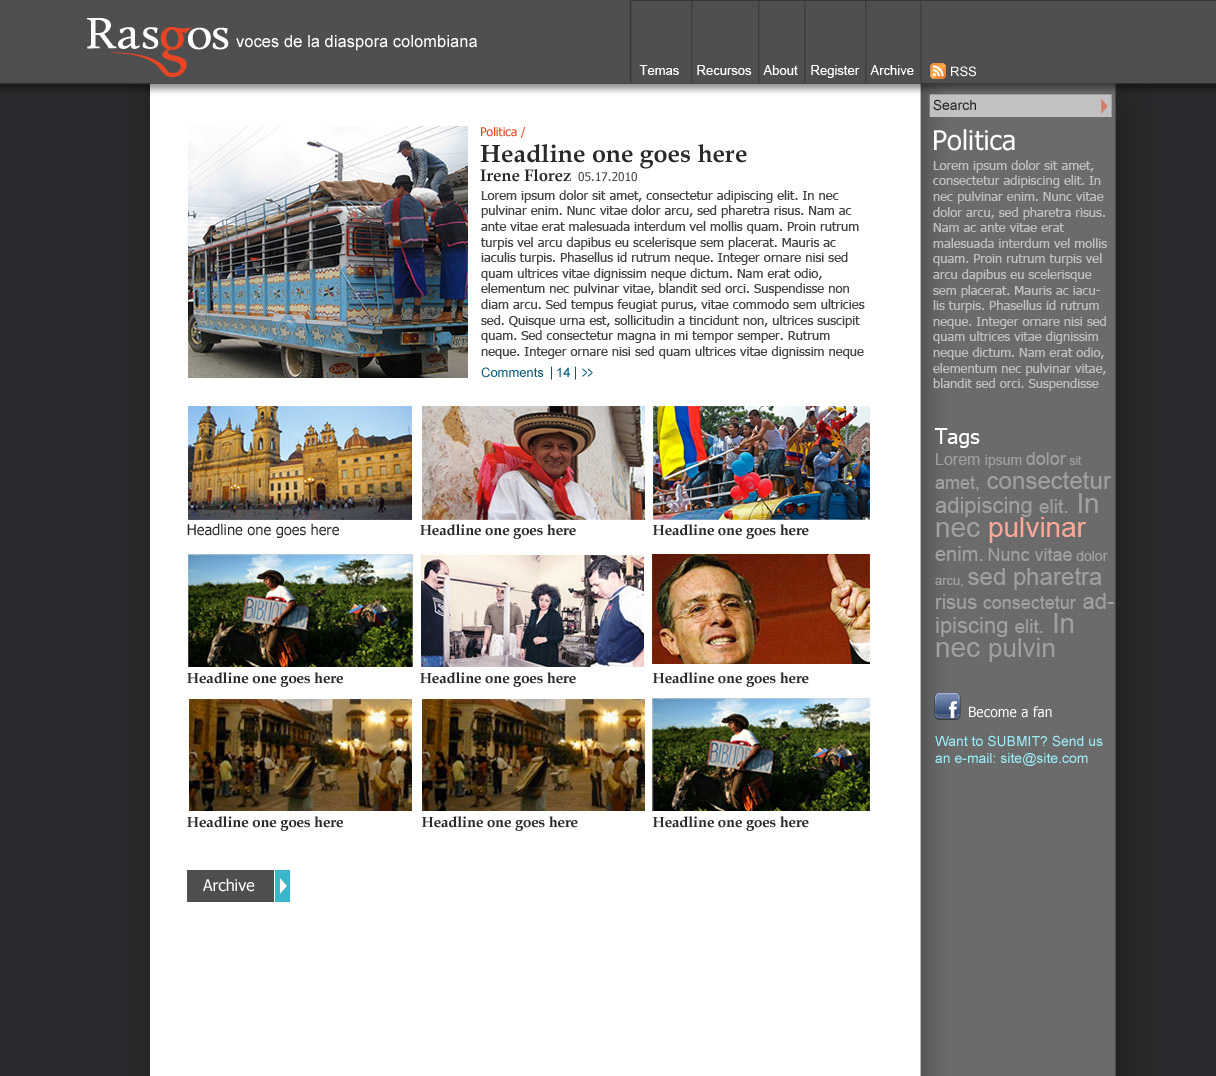 Rasgos voces de la diaspora colombiana
Temas
Recursos
About
Register
Archive
RSS
Search
Politica /
Headline one goes here
Irene Florez 05.17.2010
Lorem ipsum dolor sit amet, consectetur adipiscing elit. In nec
pulvinar enim. Nunc vitae dolor arcu, sed pharetra risus. Nam ac
ante vitae erat malesuada interdum vel mollis quam. Proin rutrum
turpis vel arcu dapibus eu scelerisque sem placerat. Mauris ac
iaculis turpis. Phasellus id rutrum neque. Integer ornare nisi sed
quam ultrices vitae dignissim neque dictum. Nam erat odio,
elementum nec pulvinar vitae, blandit sed orci. Suspendisse non
diam arcu. Sed tempus feugiat purus, vitae commodo sem ultricies
sed. Quisque urna est, sollicitudin a tincidunt non, ultrices suscipit
quam. Sed consectetur magna in mi tempor semper. Rutrum
neque. Integer ornare nisi sed quam ultrices vitae dignissim neque
Comments | 14 | >>
Headline one goes here
Headline one goes here
Headline one goes here
BIBLIO
Headline one goes here
Headline one goes here
Headline one goes here
BIBLIO
Headline one goes here
Headline one goes here
Headline one goes here
Archive
Politica
Lorem ipsum dolor sit amet,
consectetur adipiscing elit. In
nec pulvinar enim. Nunc vitae
dolor arcu, sed pharetra risus.
Nam ac ante vitae erat
malesuada interdum vel mollis
quam. Proin rutrum turpis vel
arcu dapibus eu scelerisque
sem placerat. Mauris ac iacu-
lis turpis. Phasellus id rutrum
neque. Integer ornare nisi sed
quam ultrices vitae dignissim
neque dictum. Nam erat odio,
elementum nec pulvinar vitae,
blandit sed orci. Suspendisse
Tags
Lorem ipsum dolor sit
amet, consectetur
adipiscing elit. In
nec pulvinar
enim. Nunc vitae dolor
arcu, sed pharetra
risus consectetur ad-
ipiscing elit. In
nec pulvin
f Become a fan
Want to SUBMIT? Send us
an e-mail: site@site.com